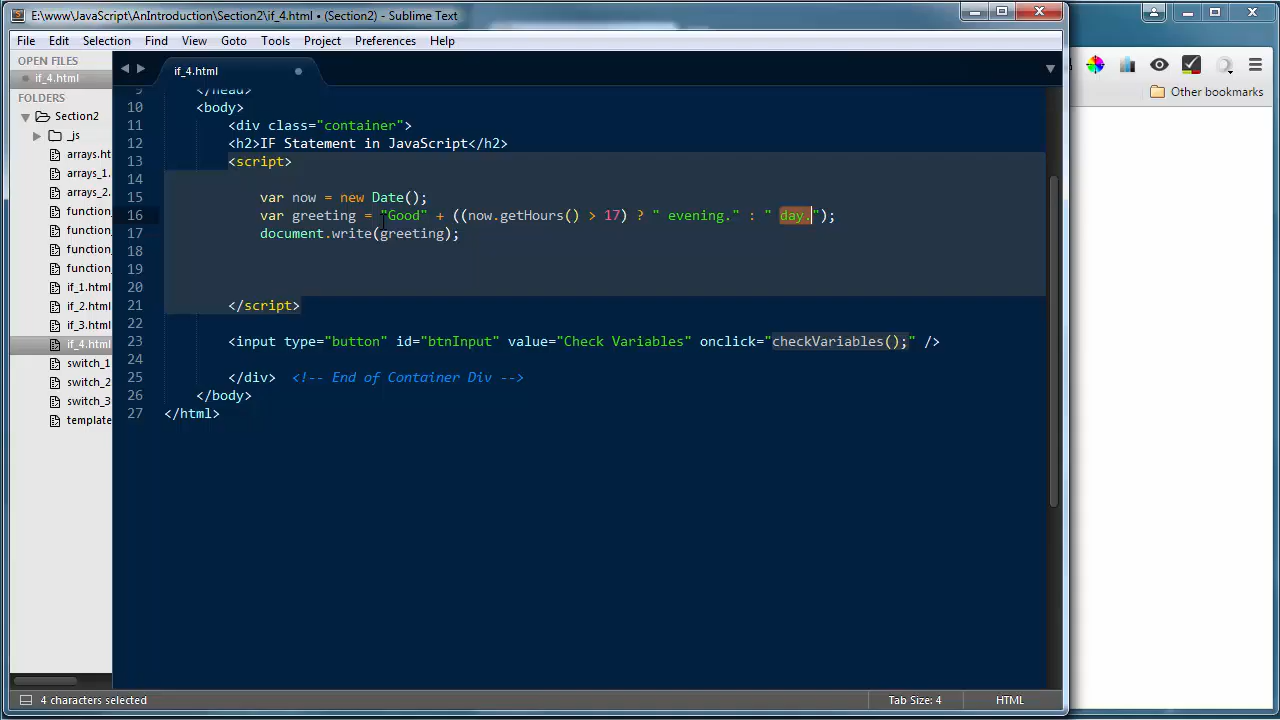 E:\www\JavaScript\AnIntroduction\Section2\if_4.html • (Section2) - Sublime Text
File Edit Selection Find View Goto Tools Project Preferences Help
OPEN FILES
if_4.html
FOLDERS
Section2
_js
arrays.ht
arrays_1.
arrays_2.
function_
function_
function_
function_
if_1.html
if_2.html
if_3.html
if_4.html
switch_1
switch_2
switch_3
template
if_4.html
9 </head>
10 <body>
11 <div class="container">
12 <h2>IF Statement in JavaScript</h2>
13 <script>
14
15 var now = new Date();
16 var greeting = "Good" + ((now.getHours() > 17) ? " evening." : " day.");
17 document.write(greeting);
18
19
20
21 </script>
22
23 <input type="button" id="btnInput" value="Check Variables" onclick="checkVariables();" />
24
25 </div> <!-- End of Container Div -->
26 </body>
27 </html>
4 characters selected
Tab Size: 4
HTML
Other bookmarks